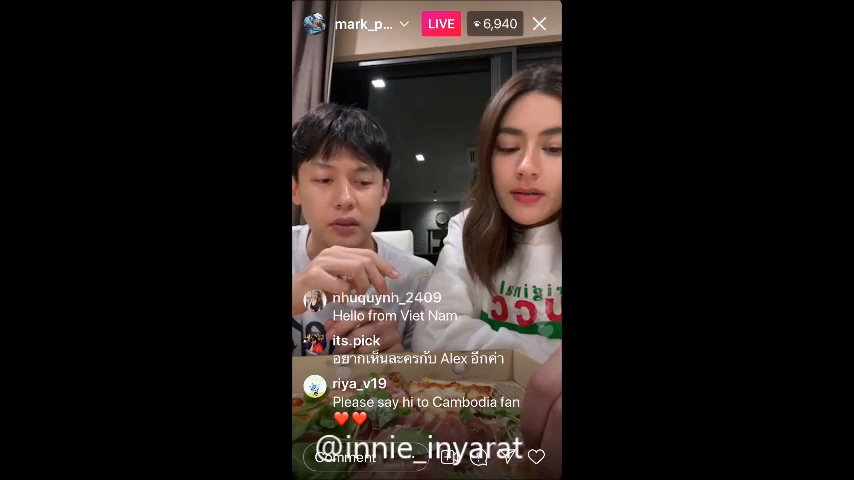 mark_p...
LIVE
6,940
nhuquynh_2409
Hello from Viet Nam
its.pick
อยากเห็นละครกับ Alex อีกค่า
riya_v19
Please say hi to Cambodia fan
❤️❤️
@innie_inyarat
Comment